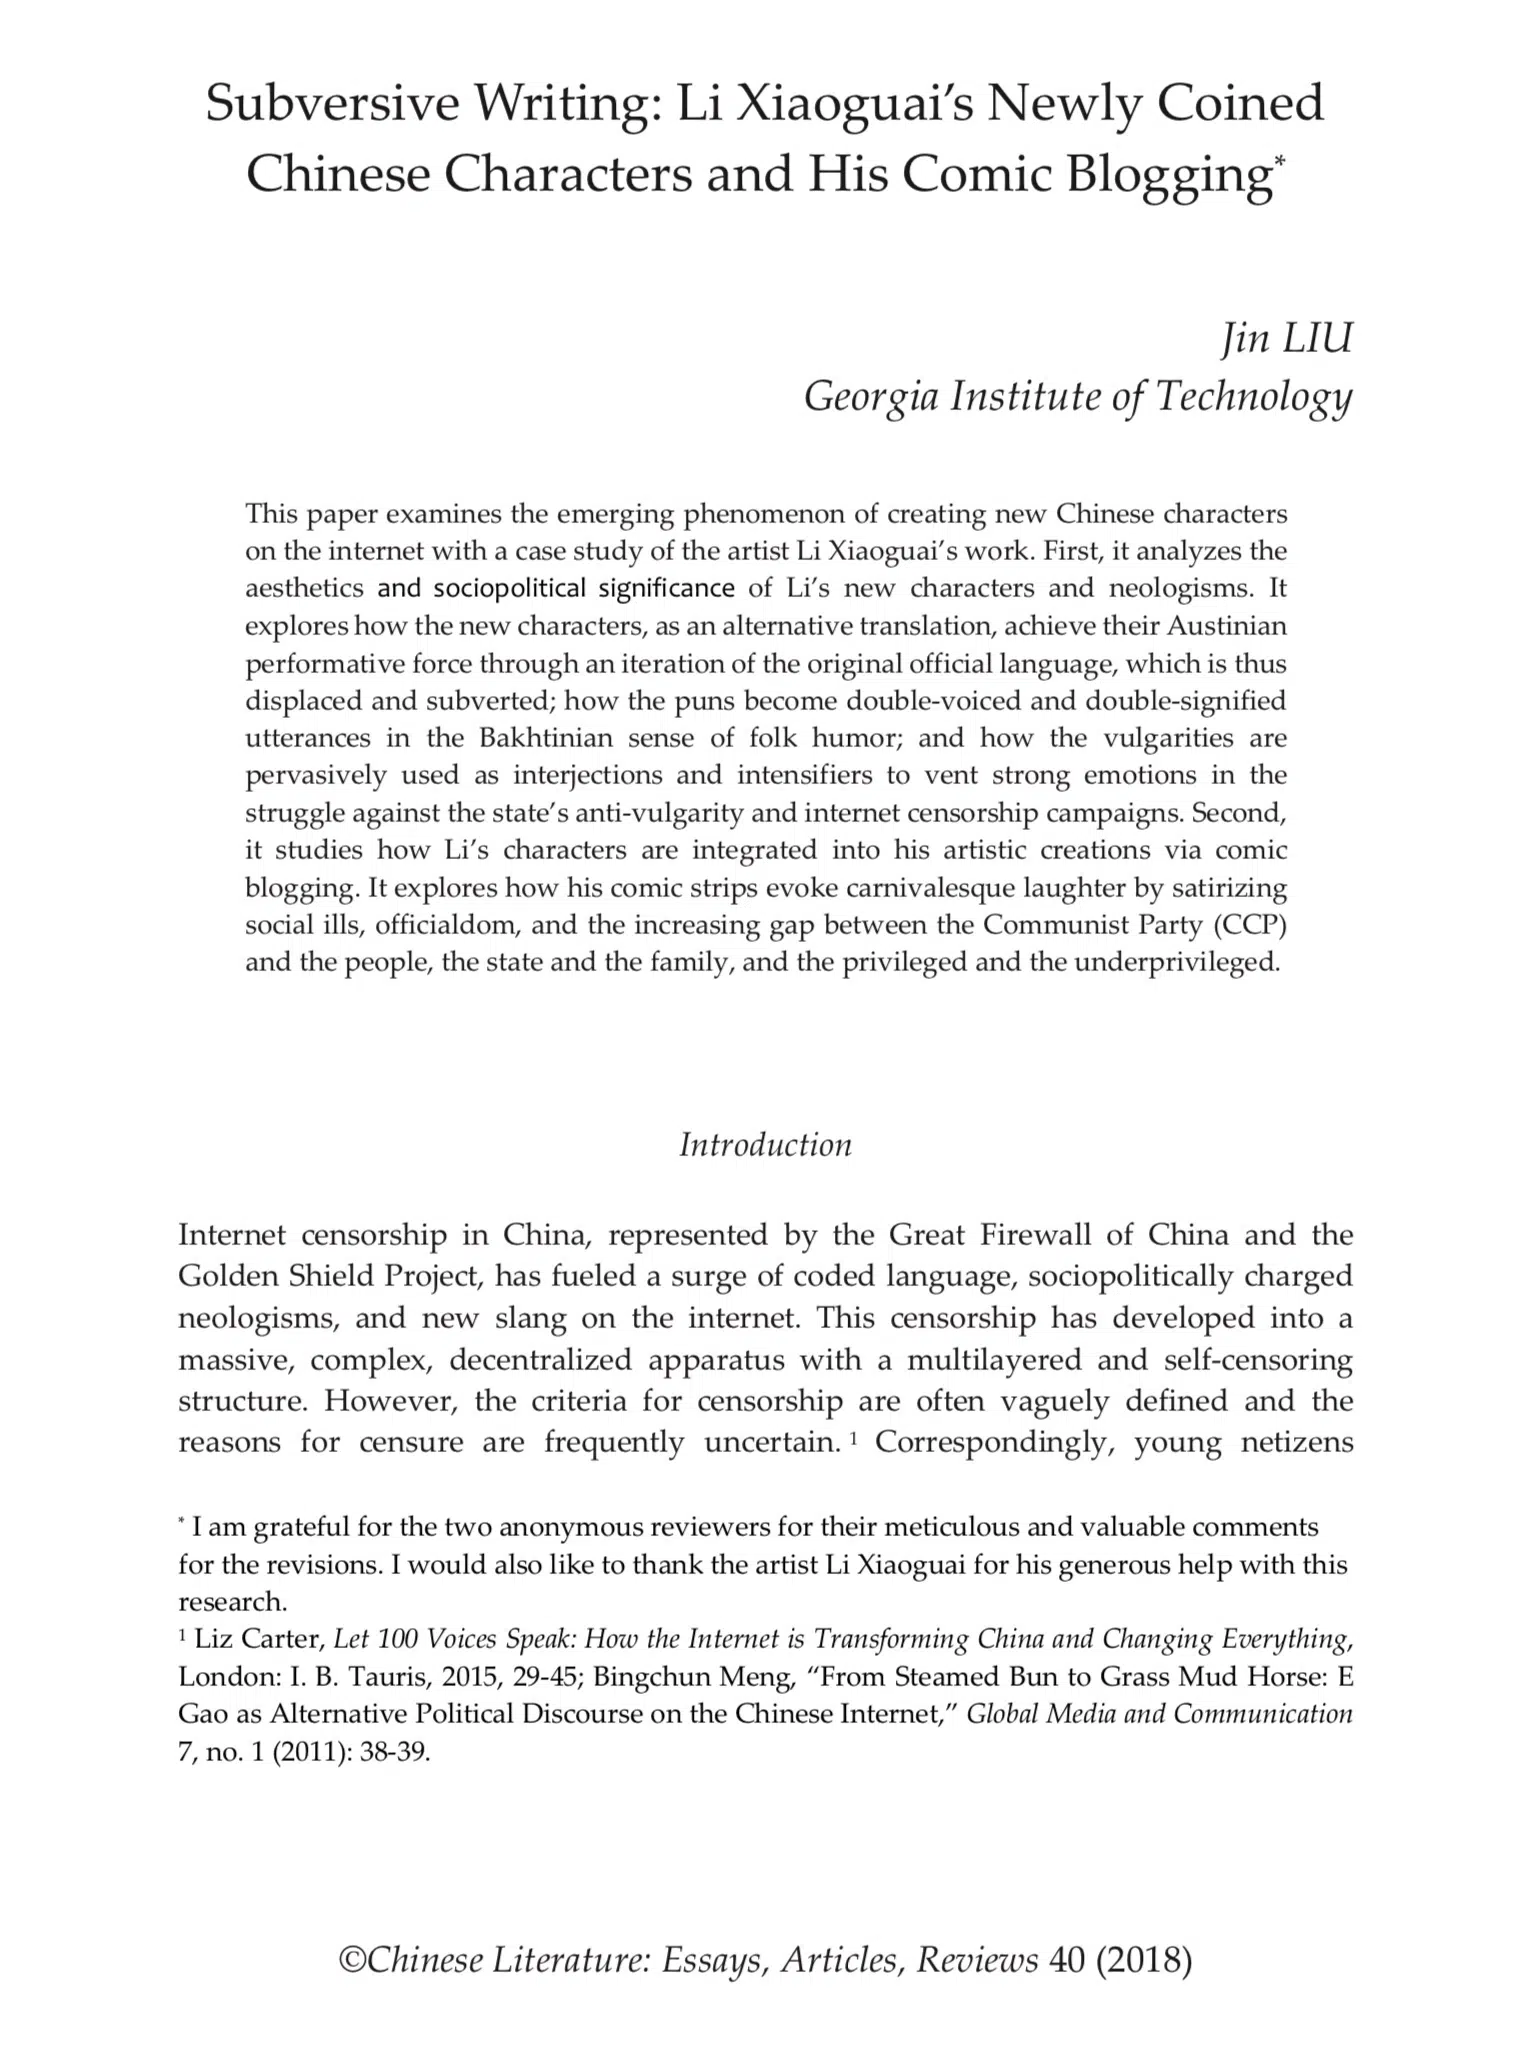 Subversive Writing: Li Xiaoguai’s Newly Coined
Chinese Characters and His Comic Blogging*
Jin LIU
Georgia Institute of Technology
This paper examines the emerging phenomenon of creating new Chinese characters
on the internet with a case study of the artist Li Xiaoguai’s work. First, it analyzes the
aesthetics and sociopolitical significance of Li’s new characters and neologisms. It
explores how the new characters, as an alternative translation, achieve their Austinian
performative force through an iteration of the original official language, which is thus
displaced and subverted; how the puns become double-voiced and double-signified
utterances in the Bakhtinian sense of folk humor; and how the vulgarities are
pervasively used as interjections and intensifiers to vent strong emotions in the
struggle against the state’s anti-vulgarity and internet censorship campaigns. Second,
it studies how Li’s characters are integrated into his artistic creations via comic
blogging. It explores how his comic strips evoke carnivalesque laughter by satirizing
social ills, officialdom, and the increasing gap between the Communist Party (CCP)
and the people, the state and the family, and the privileged and the underprivileged.
Introduction
Internet censorship in China, represented by the Great Firewall of China and the
Golden Shield Project, has fueled a surge of coded language, sociopolitically charged
neologisms, and new slang on the internet. This censorship has developed into a
massive, complex, decentralized apparatus with a multilayered and self-censoring
structure. However, the criteria for censorship are often vaguely defined and the
reasons for censure are frequently uncertain. 1 Correspondingly, young netizens
* I am grateful for the two anonymous reviewers for their meticulous and valuable comments
for the revisions. I would also like to thank the artist Li Xiaoguai for his generous help with this
research.
1 Liz Carter, Let 100 Voices Speak: How the Internet is Transforming China and Changing Everything,
London: I. B. Tauris, 2015, 29-45; Bingchun Meng, “From Steamed Bun to Grass Mud Horse: E
Gao as Alternative Political Discourse on the Chinese Internet,” Global Media and Communication
7, no. 1 (2011): 38-39.
©Chinese Literature: Essays, Articles, Reviews 40 (2018)